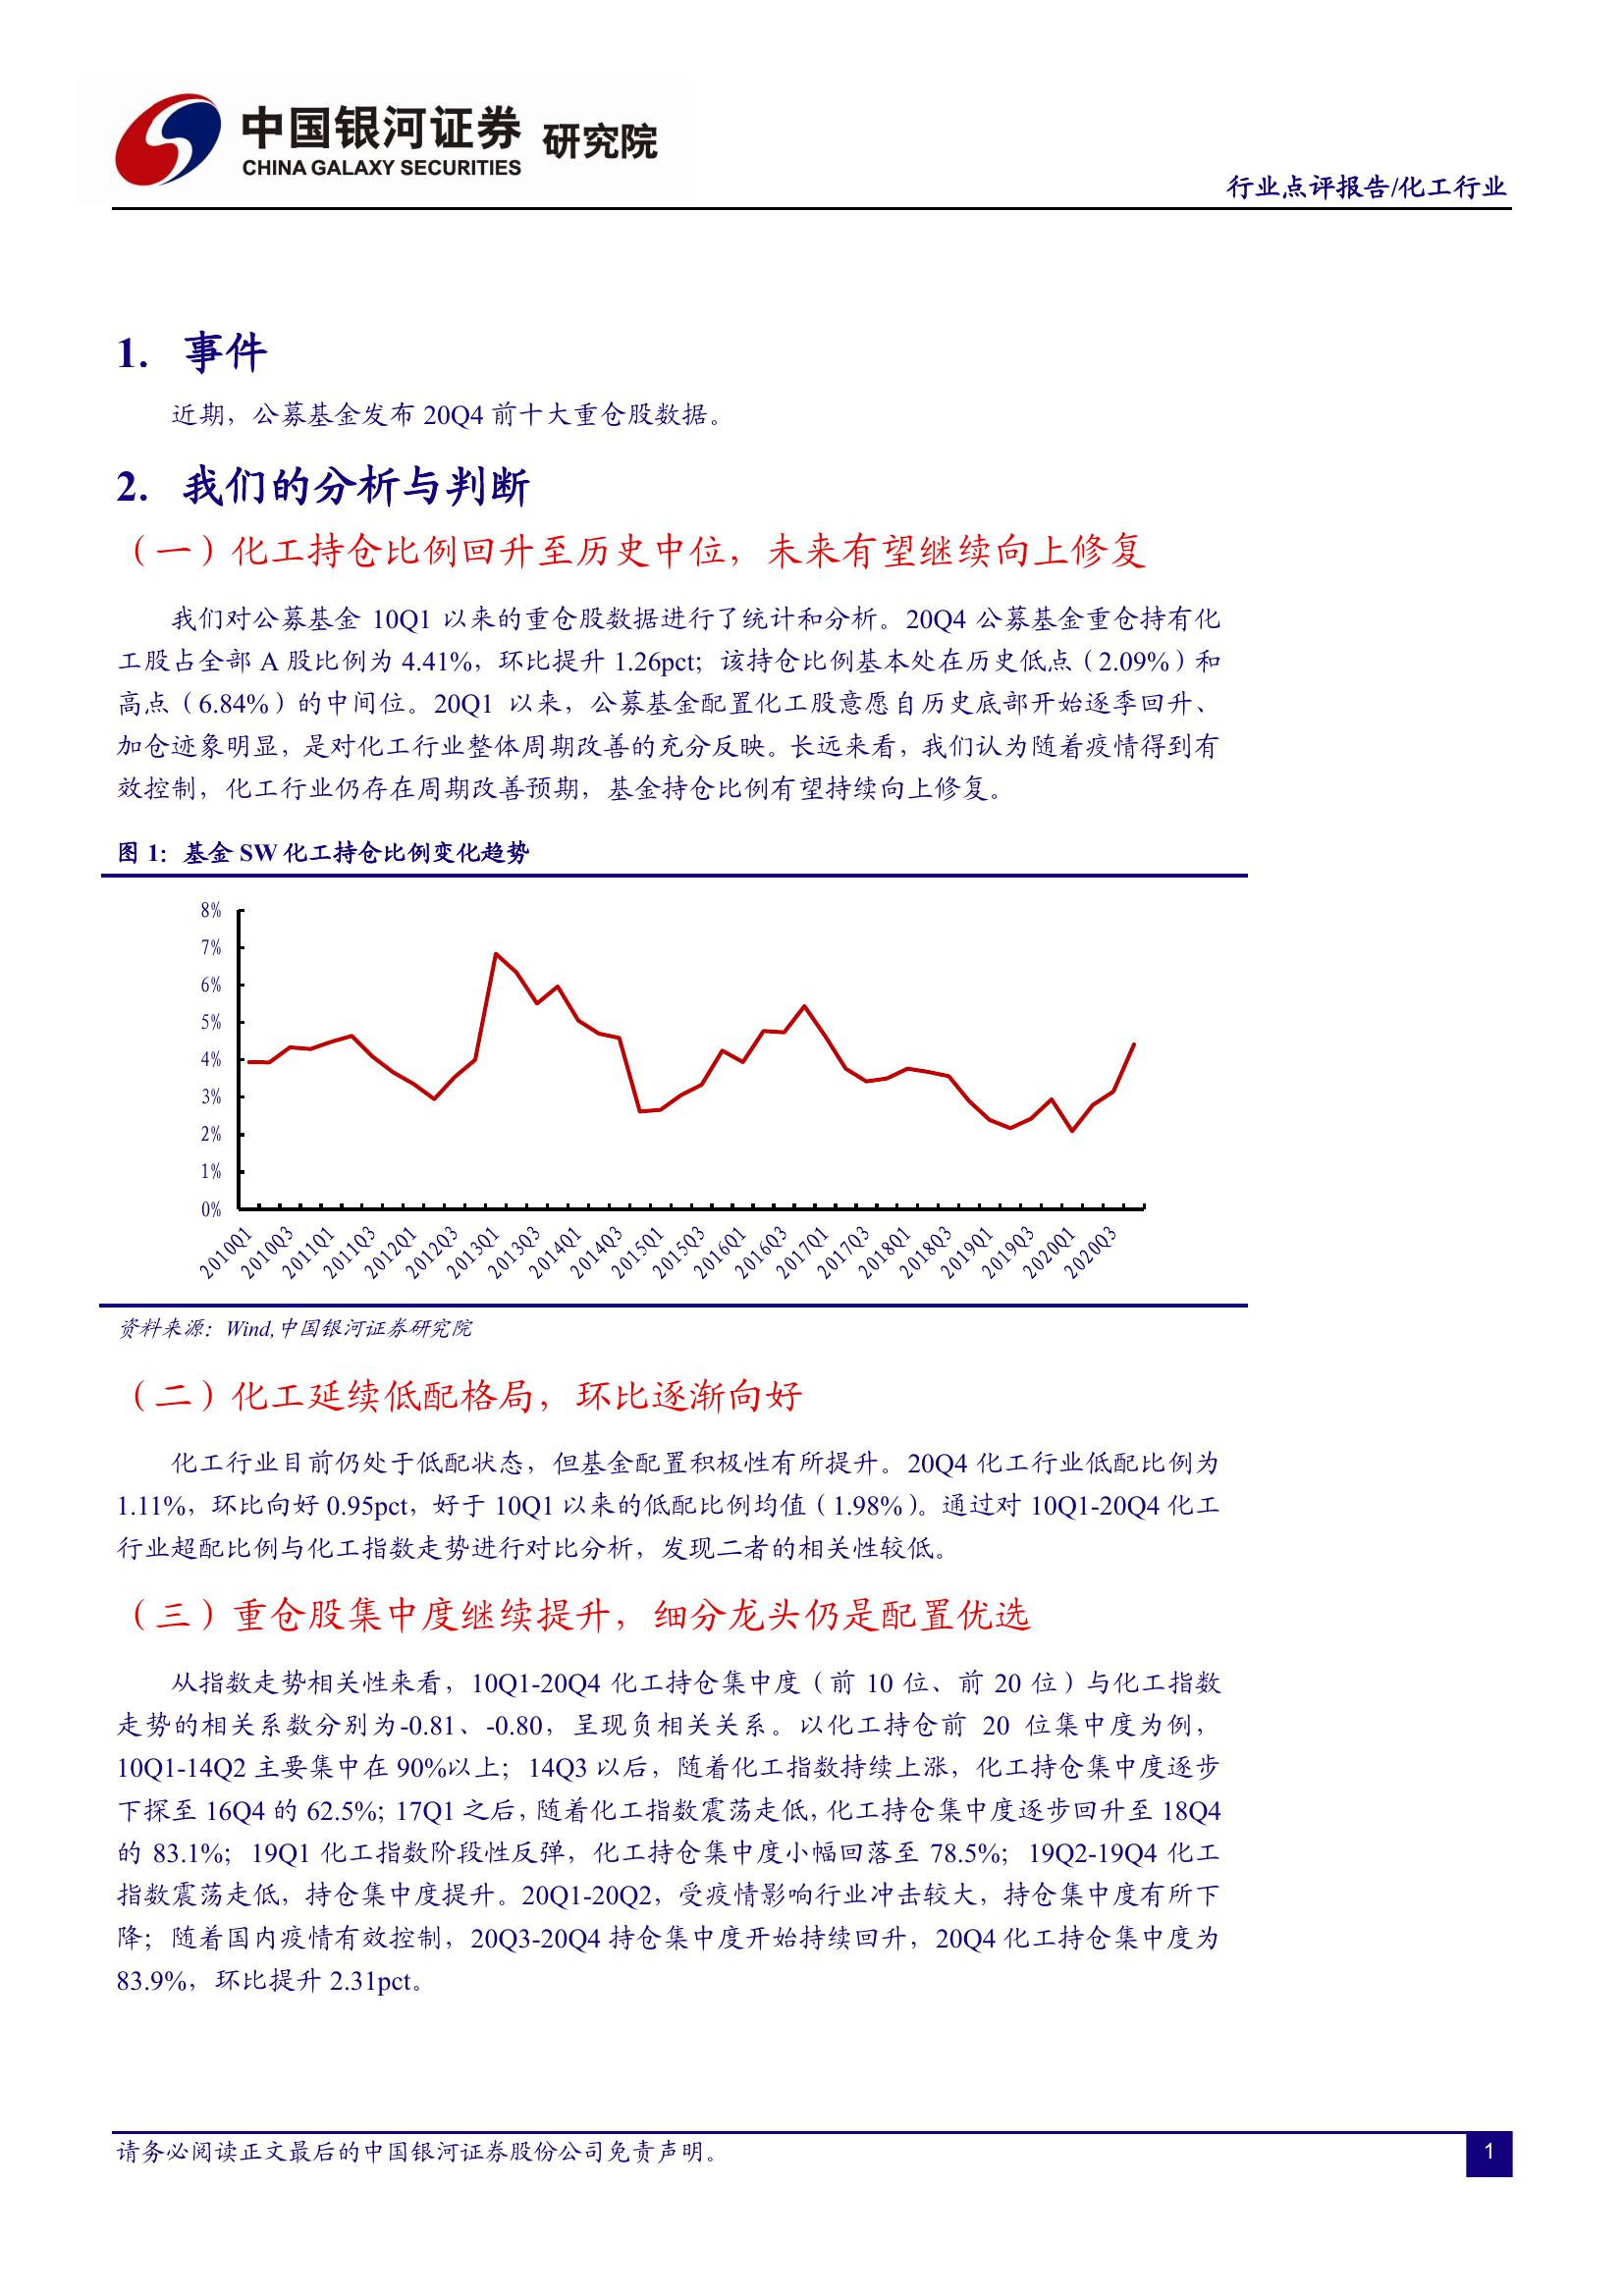 中国银河证券 研究院
CHINA GALAXY SECURITIES
行业点评报告/化工行业
1. 事件
近期，公募基金发布 20Q4 前十大重仓股数据。
2. 我们的分析与判断
（一）化工持仓比例回升至历史中位，未来有望继续向上修复
我们对公募基金 10Q1 以来的重仓股数据进行了统计和分析。20Q4 公募基金重仓持有化
工股占全部 A 股比例为 4.41%，环比提升 1.26pct；该持仓比例基本处在历史低点（2.09%）和
高点（6.84%）的中间位。20Q1 以来，公募基金配置化工股意愿自历史底部开始逐季回升、
加仓迹象明显，是对化工行业整体周期改善的充分反映。长远来看，我们认为随着疫情得到有
效控制，化工行业仍存在周期改善预期，基金持仓比例有望持续向上修复。
图 1：基金 SW 化工持仓比例变化趋势
8%
7%
6%
5%
4%
3%
2%
1%
0%
2010Q1 2010Q3 2011Q1 2011Q3 2012Q1 2012Q3 2013Q1 2013Q3 2014Q1 2014Q3 2015Q1 2015Q3 2016Q1 2016Q3 2017Q1 2017Q3 2018Q1 2018Q3 2019Q1 2019Q3 2020Q1 2020Q3
资料来源：Wind,中国银河证券研究院
（二）化工延续低配格局，环比逐渐向好
化工行业目前仍处于低配状态，但基金配置积极性有所提升。20Q4 化工行业低配比例为
1.11%，环比向好 0.95pct，好于 10Q1 以来的低配比例均值（1.98%）。通过对 10Q1-20Q4 化工
行业超配比例与化工指数走势进行对比分析，发现二者的相关性较低。
（三）重仓股集中度继续提升，细分龙头仍是配置优选
从指数走势相关性来看，10Q1-20Q4 化工持仓集中度（前 10 位、前 20 位）与化工指数
走势的相关系数分别为-0.81、-0.80，呈现负相关关系。以化工持仓前 20 位集中度为例，
10Q1-14Q2 主要集中在 90%以上；14Q3 以后，随着化工指数持续上涨，化工持仓集中度逐步
下探至 16Q4 的 62.5%；17Q1 之后，随着化工指数震荡走低，化工持仓集中度逐步回升至 18Q4
的 83.1%；19Q1 化工指数阶段性反弹，化工持仓集中度小幅回落至 78.5%；19Q2-19Q4 化工
指数震荡走低，持仓集中度提升。20Q1-20Q2，受疫情影响行业冲击较大，持仓集中度有所下
降；随着国内疫情有效控制，20Q3-20Q4 持仓集中度开始持续回升，20Q4 化工持仓集中度为
83.9%，环比提升 2.31pct。
请务必阅读正文最后的中国银河证券股份公司免责声明。
1